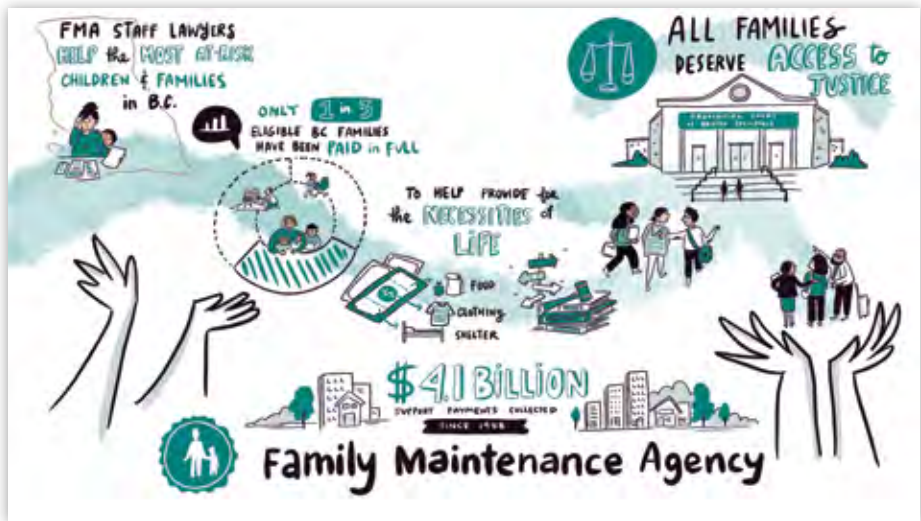 FMA STAFF LAWYERS
HELP the MOST AT-RISK
CHILDREN & FAMILIES
in B.C.
ONLY 1 in 3
ELIGIBLE BC FAMILIES
HAVE BEEN PAID in FULL
TO HELP PROVIDE for
the NECESSITIES of
LIFE
FOOD
CLOTHING
SHELTER
ALL FAMILIES
DESERVE ACCESS to
JUSTICE
PROVINCIAL COURT
of BRITISH COLUMBIA
$4.1 BILLION
SUPPORT PAYMENTS COLLECTED
SINCE 1988
Family Maintenance Agency